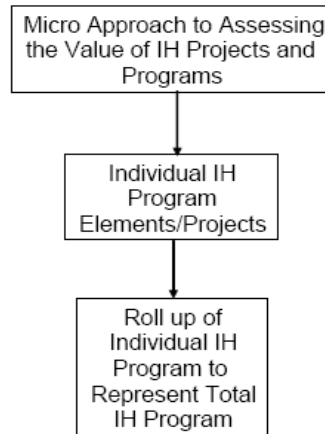 Micro Approach to Assessing
the Value of IH Projects and
Programs
Individual IH
Program
Elements/Projects
Roll up of
Individual IH
Program to
Represent Total
IH Program